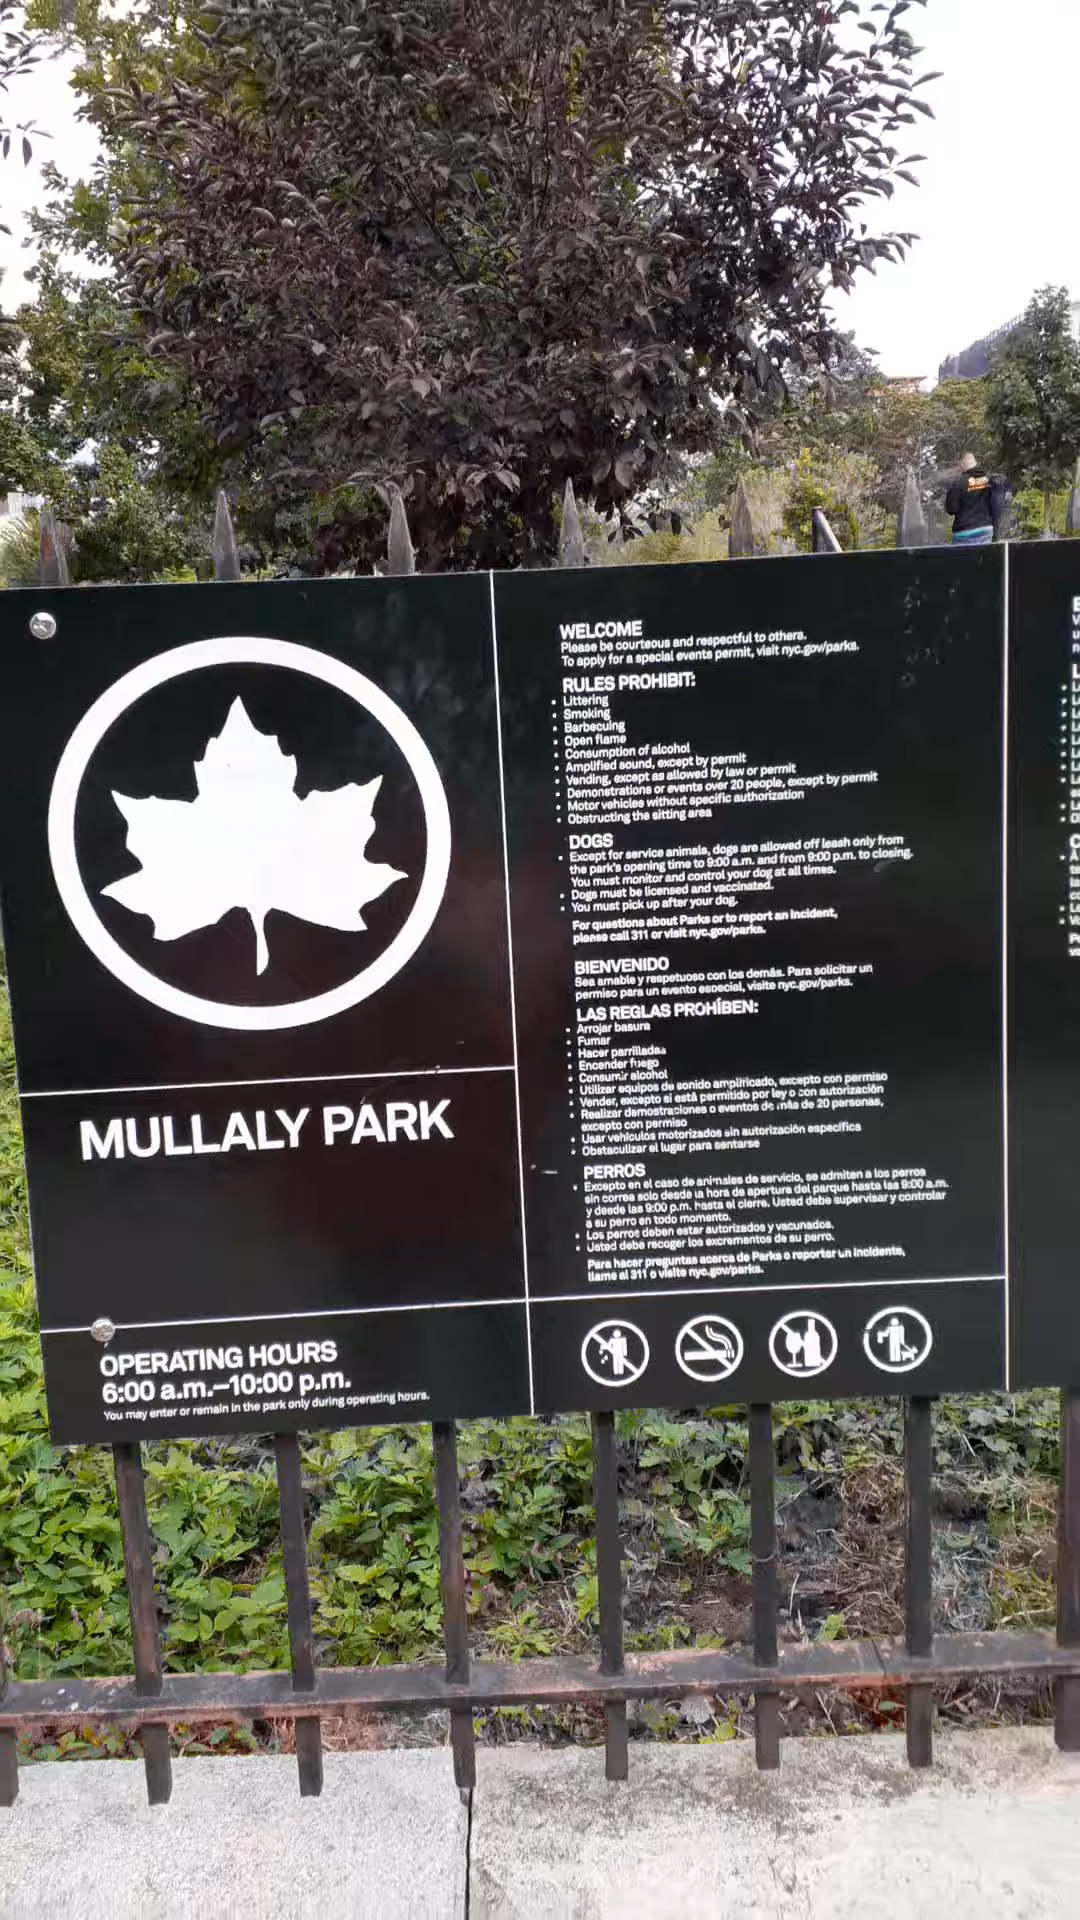 MULLALY PARK
OPERATING HOURS
6:00 a.m.–10:00 p.m.
You may enter or remain in the park only during operating hours.
WELCOME
Please be courteous and respectful to others.
To apply for a special events permit, visit nyc.gov/parks.
RULES PROHIBIT:
• Littering
• Smoking
• Barbecuing
• Open flame
• Consumption of alcohol
• Amplified sound, except by permit
• Vending, except as allowed by law or permit
• Demonstrations or events over 20 people, except by permit
• Motor vehicles without specific authorization
• Obstructing the sitting area
DOGS
• Except for service animals, dogs are allowed off leash only from
the park's opening time to 9:00 a.m. and from 9:00 p.m. to closing.
You must monitor and control your dog at all times.
• Dogs must be licensed and vaccinated.
• You must pick up after your dog.
For questions about Parks or to report an incident,
please call 311 or visit nyc.gov/parks.
BIENVENIDO
Sea amable y respetuoso con los demás. Para solicitar un
permiso para un evento especial, visite nyc.gov/parks.
LAS REGLAS PROHÍBEN:
• Arrojar basura
• Fumar
• Hacer parrilladas
• Encender fuego
• Consumir alcohol
• Utilizar equipos de sonido amplificado, excepto con permiso
• Vender, excepto si está permitido por ley o con autorización
• Realizar demostraciones o eventos de más de 20 personas,
excepto con permiso
• Usar vehículos motorizados sin autorización específica
• Obstaculizar el lugar para sentarse
PERROS
• Excepto en el caso de animales de servicio, se admiten a los perros
sin correa solo desde la hora de apertura del parque hasta las 9:00 a.m.
y desde las 9:00 p.m. hasta el cierre. Usted debe supervisar y controlar
a su perro en todo momento.
• Los perros deben estar autorizados y vacunados.
• Usted debe recoger los excrementos de su perro.
Para hacer preguntas acerca de Parks o reportar un incidente,
llame al 311 o visite nyc.gov/parks.